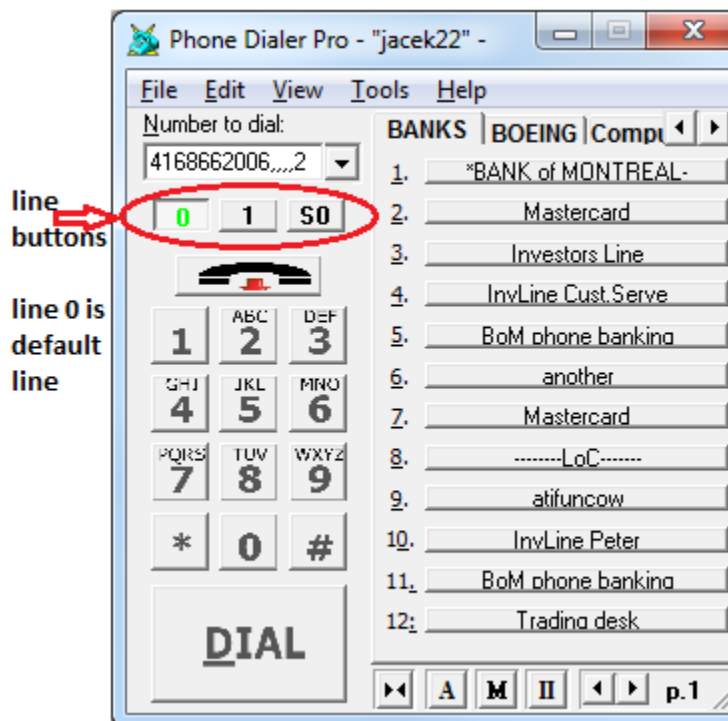 Phone Dialer Pro - "jacek22" -
File Edit View Tools Help
Number to dial:
4168662006,,,,2
line buttons
0 1 S0
line 0 is default line
1
ABC 2
DEF 3
GHI 4
JKL 5
MNO 6
PQRS 7
TUV 8
WXYZ 9
* 0 #
DIAL
BANKS BOEING Compu
1. *BANK of MONTREAL-
2. Mastercard
3. Investors Line
4. InvLine Cust.Serve
5. BoM phone banking
6. another
7. Mastercard
8. --------LoC-------
9. atifuncow
10. InvLine Peter
11. BoM phone banking
12: Trading desk
A M II p.1